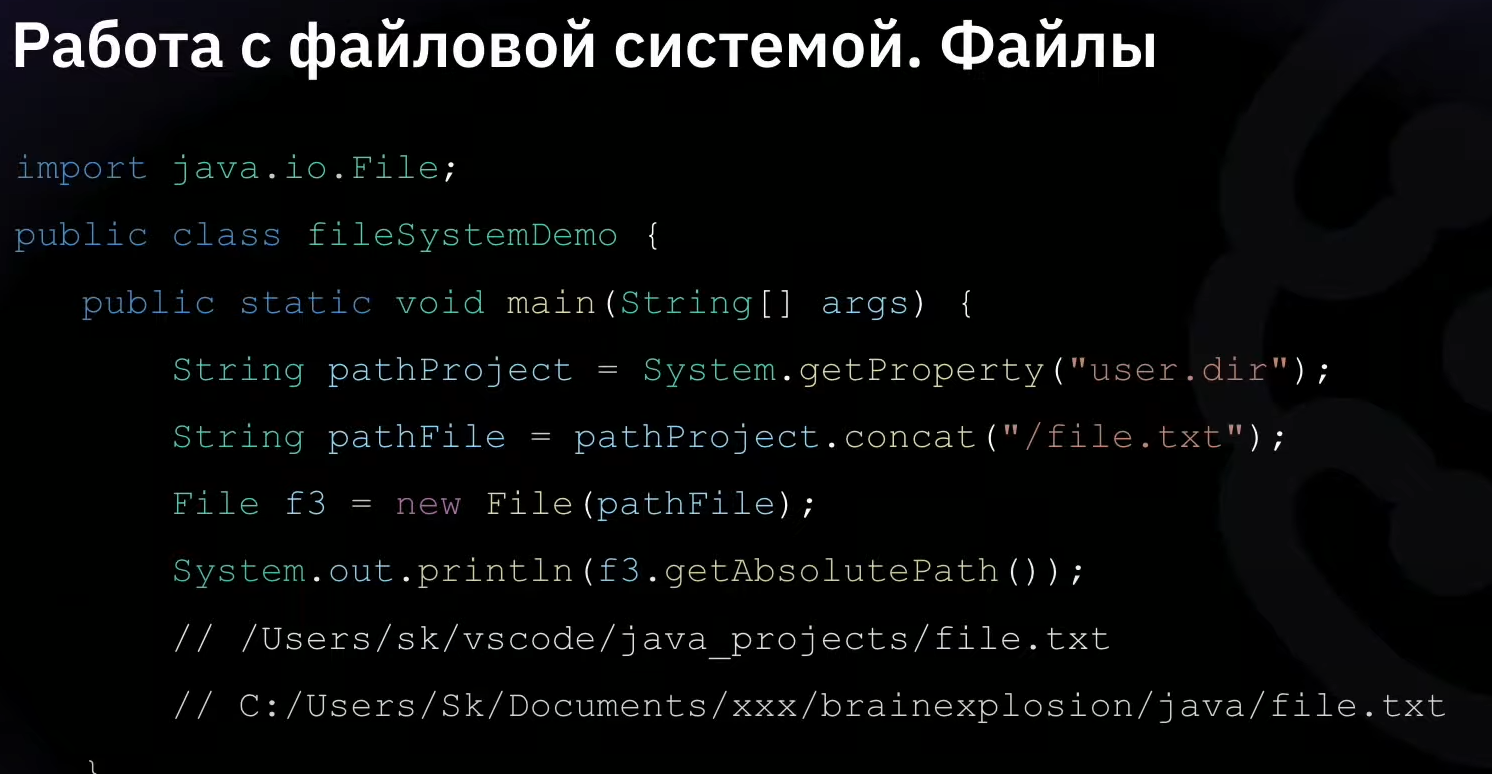 Работа с файловой системой. Файлы
import java.io.File;
public class fileSystemDemo {
public static void main(String[] args) {
String pathProject = System.getProperty("user.dir");
String pathFile = pathProject.concat("/file.txt");
File f3 = new File(pathFile);
System.out.println(f3.getAbsolutePath());
// /Users/sk/vscode/java_projects/file.txt
// C:/Users/Sk/Documents/xxx/brainexplosion/java/file.txt
}